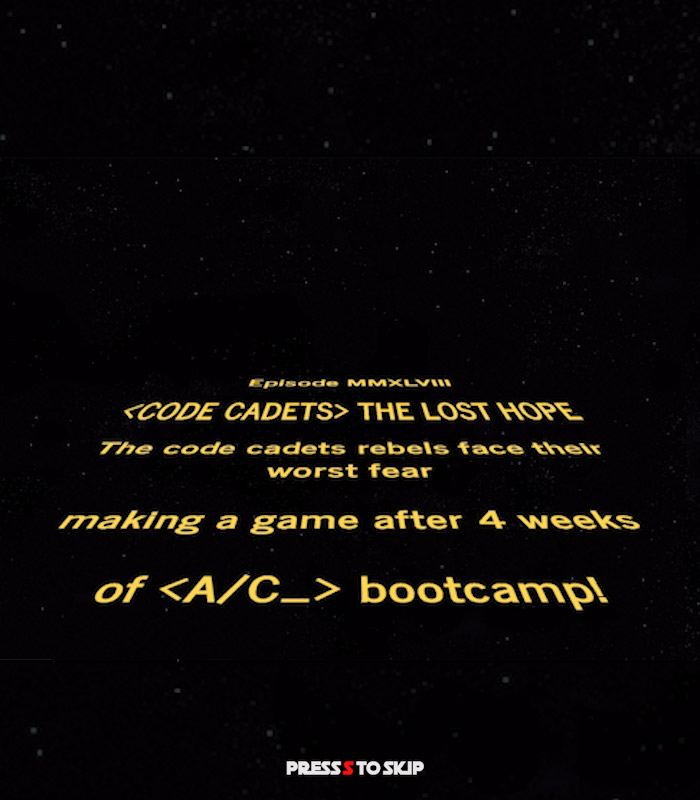 Episode MMXLVIII
<CODE CADETS> THE LOST HOPE
The code cadets rebels face their
worst fear
making a game after 4 weeks
of <A/C_> bootcamp!
PRESS S TO SKIP